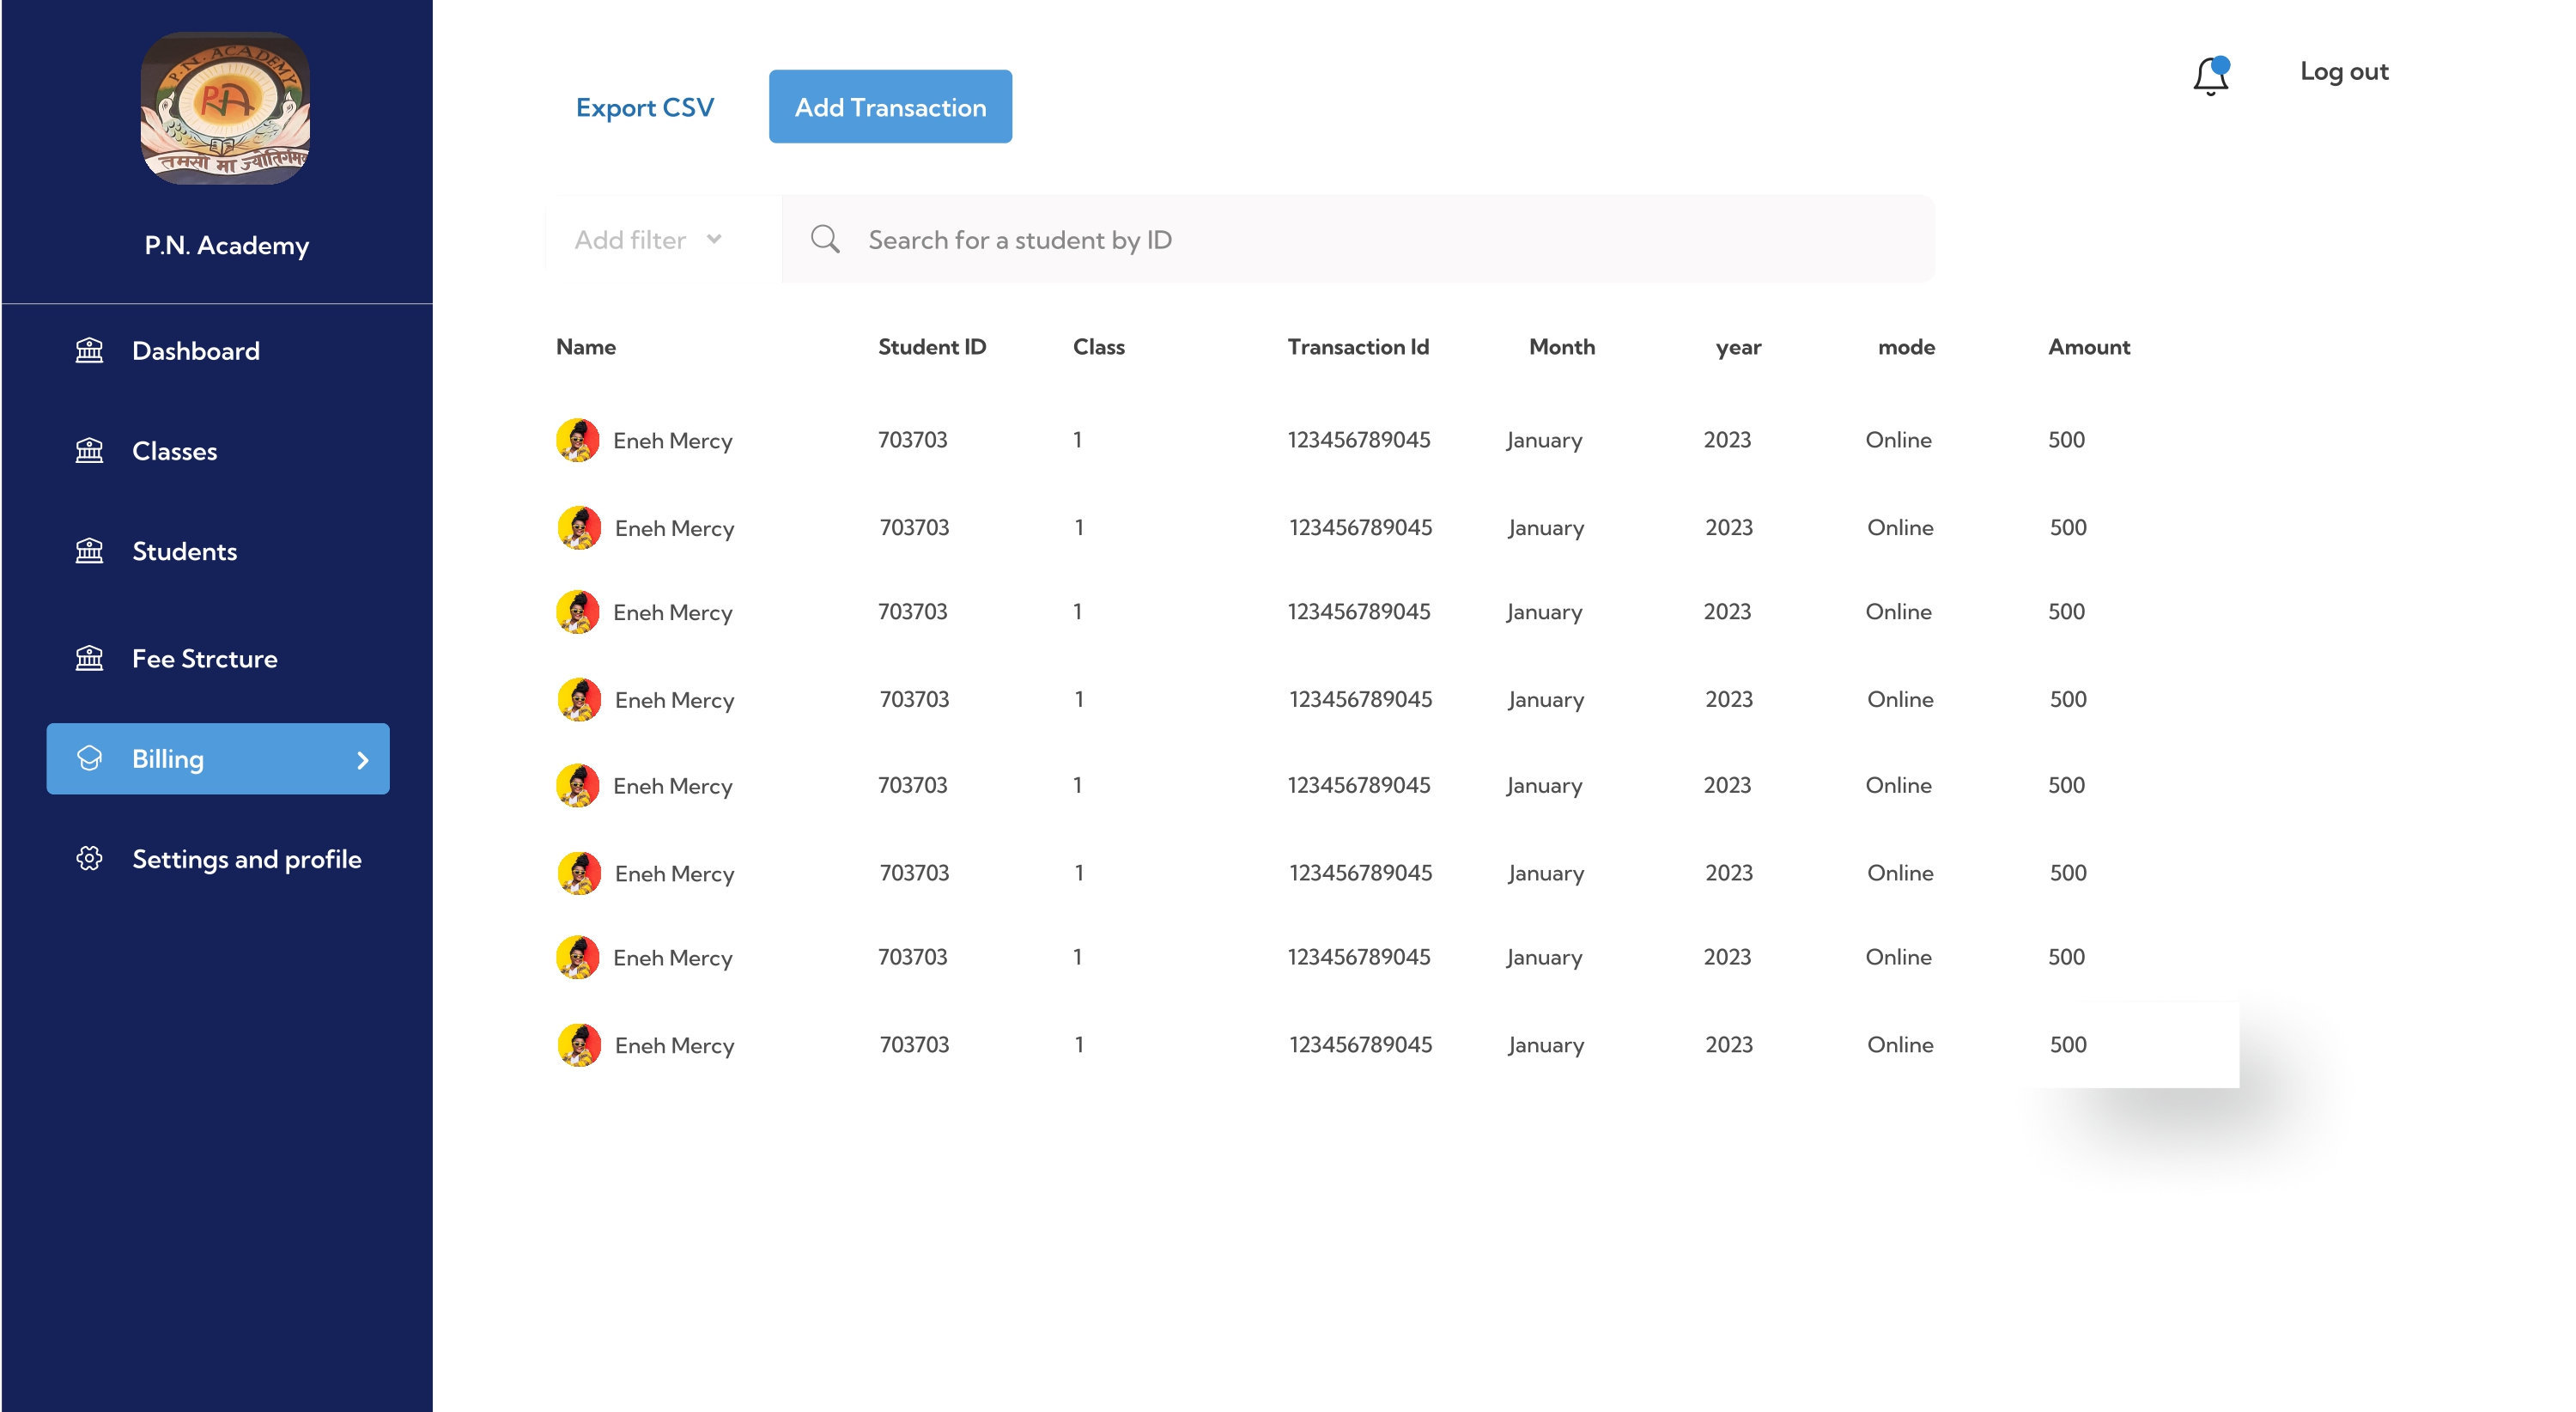 P.N. ACADEMY
PA
तमसो मा ज्योतिर्गमय
P.N. Academy
Dashboard
Classes
Students
Fee Strcture
Billing
Settings and profile
Export CSV
Add Transaction
Log out
Add filter
Search for a student by ID
Name Student ID Class Transaction Id Month year mode Amount
Eneh Mercy 703703 1 123456789045 January 2023 Online 500
Eneh Mercy 703703 1 123456789045 January 2023 Online 500
Eneh Mercy 703703 1 123456789045 January 2023 Online 500
Eneh Mercy 703703 1 123456789045 January 2023 Online 500
Eneh Mercy 703703 1 123456789045 January 2023 Online 500
Eneh Mercy 703703 1 123456789045 January 2023 Online 500
Eneh Mercy 703703 1 123456789045 January 2023 Online 500
Eneh Mercy 703703 1 123456789045 January 2023 Online 500